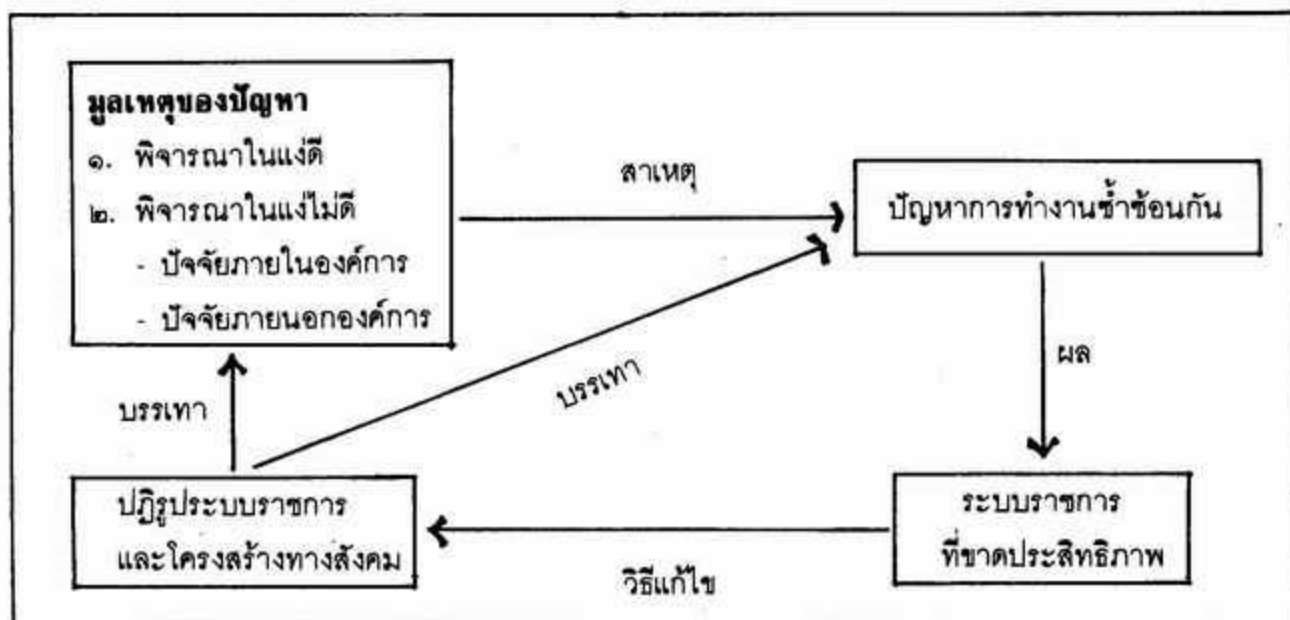 มูลเหตุของปัญหา
๑. พิจารณาในแง่ดี
๒. พิจารณาในแง่ไม่ดี
- ปัจจัยภายในองค์การ
- ปัจจัยภายนอกองค์การ
สาเหตุ
ปัญหาการทำงานซ้ำซ้อนกัน
บรรเทา
บรรเทา
ผล
ปฏิรูประบบราชการ
และโครงสร้างทางสังคม
วิธีแก้ไข
ระบบราชการ
ที่ขาดประสิทธิภาพ